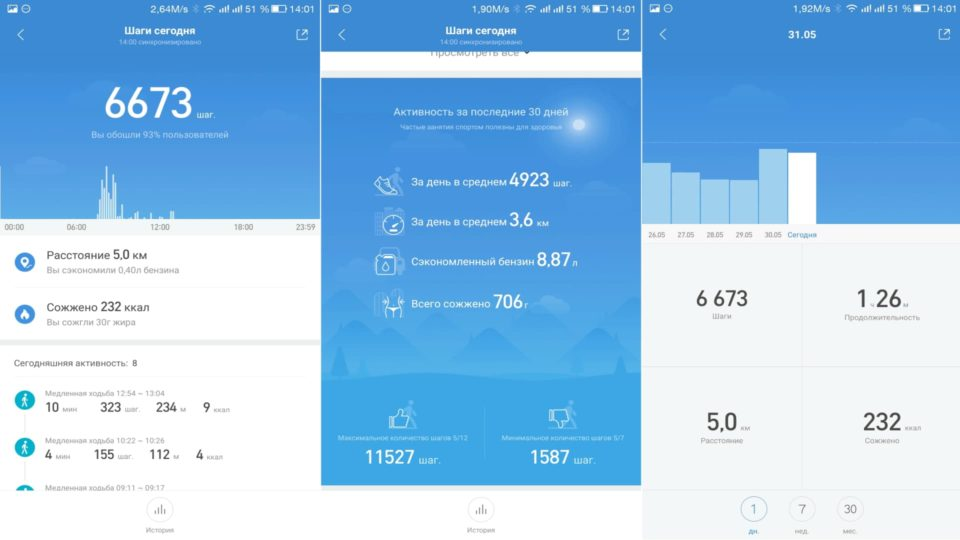 2,64M/s 51 % 14:01
Шаги сегодня
14:00 синхронизировано
6673 шаг.
Вы обошли 93% пользователей
00:00 06:00 12:00 18:00 23:59
Расстояние 5,0 км
Вы сэкономили 0,40л бензина
Сожжено 232 ккал
Вы сожгли 30г жира
Сегодняшняя активность: 8
Медленная ходьба 12:54 ~ 13:04
10 мин 323 шаг. 234 м 9 ккал
Медленная ходьба 10:22 ~ 10:26
4 мин 155 шаг. 112 м 4 ккал
Медленная ходьба 09:11 ~ 09:17
История
1,90M/s 51 % 14:01
Шаги сегодня
14:00 синхронизировано
Просмотреть все
Активность за последние 30 дней
Частые занятия спортом полезны для здоровья
За день в среднем 4923 шаг.
За день в среднем 3,6 км
Сэкономленный бензин 8,87 л
Всего сожжено 706 г
Максимальное количество шагов 5/12
11527 шаг.
Минимальное количество шагов 5/7
1587 шаг.
История
1,92M/s 51 % 14:01
31.05
26.05 27.05 28.05 29.05 30.05 Сегодня
6 673
Шаги
1 ч 26 м
Продолжительность
5,0 км
Расстояние
232 ккал
Сожжено
1 7 30
дн. нед. мес.